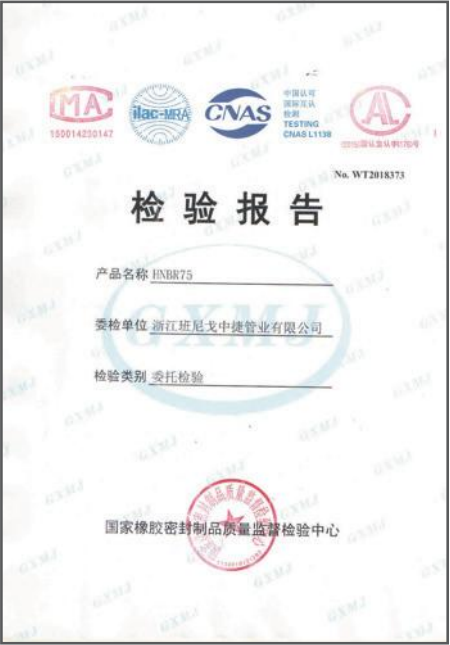 MA
150014250147
ilac-MRA
CNAS
中国认可
国际互认
检测
TESTING
CNAS L1138
AL
No. WT2018373
检验报告
产品名称 HNBR75
GXMJ
委检单位 浙江班尼戈中捷管业有限公司
检验类别 委托检验
国家橡胶密封制品质量监督检验中心